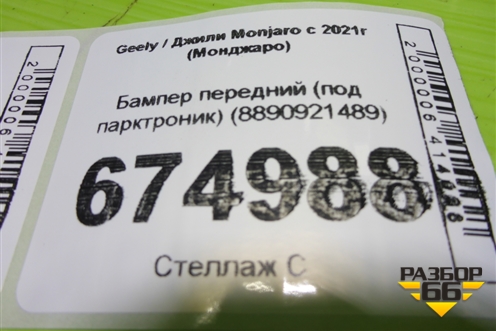 Geely / Джили Monjaro с 2021г
(Монджаро)
Бампер передний (под
парктроник) (8890921489)
674988
Стеллаж С
РАЗБОР
66